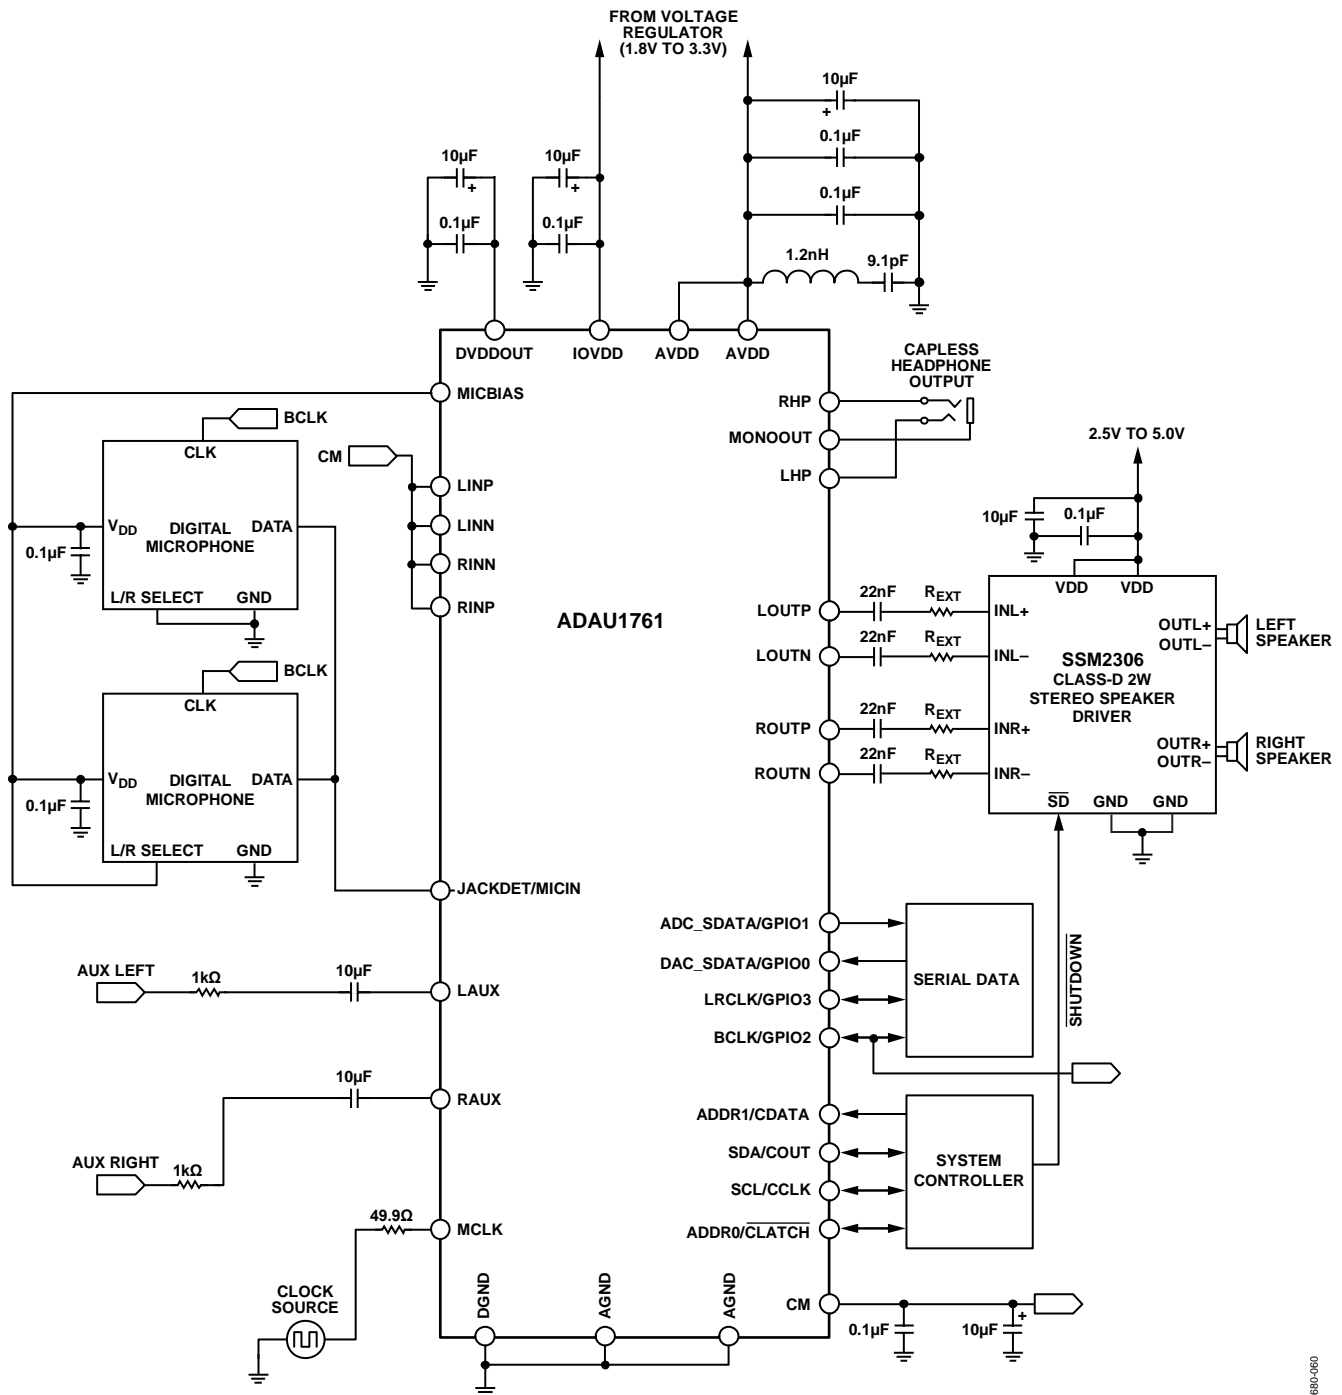 FROM VOLTAGE
REGULATOR
(1.8V TO 3.3V)
10µF
0.1µF
0.1µF
10µF
10µF
0.1µF
0.1µF
1.2nH
9.1pF
DVDDOUT
IOVDD
AVDD
AVDD
MICBIAS
BCLK
CLK
CM
LINP
LINN
RINN
RINP
VDD
DIGITAL
MICROPHONE
DATA
0.1µF
L/R SELECT
GND
BCLK
CLK
VDD
DIGITAL
MICROPHONE
DATA
0.1µF
L/R SELECT
GND
JACKDET/MICIN
AUX LEFT
1kΩ
10µF
LAUX
10µF
RAUX
AUX RIGHT
1kΩ
49.9Ω
MCLK
CLOCK
SOURCE
DGND
AGND
AGND
ADAU1761
CAPLESS
HEADPHONE
OUTPUT
RHP
MONOOUT
LHP
2.5V TO 5.0V
10µF
0.1µF
VDD
VDD
LOUTP
22nF
REXT
INL+
LOUTN
22nF
REXT
INL–
ROUTP
22nF
REXT
INR+
ROUTN
22nF
REXT
INR–
SSM2306
CLASS-D 2W
STEREO SPEAKER
DRIVER
OUTL+
OUTL–
LEFT
SPEAKER
OUTR+
OUTR–
RIGHT
SPEAKER
SD
GND
GND
SHUTDOWN
ADC_SDATA/GPIO1
DAC_SDATA/GPIO0
LRCLK/GPIO3
BCLK/GPIO2
SERIAL DATA
ADDR1/CDATA
SDA/COUT
SCL/CCLK
ADDR0/CLATCH
SYSTEM
CONTROLLER
CM
0.1µF
10µF
680-060